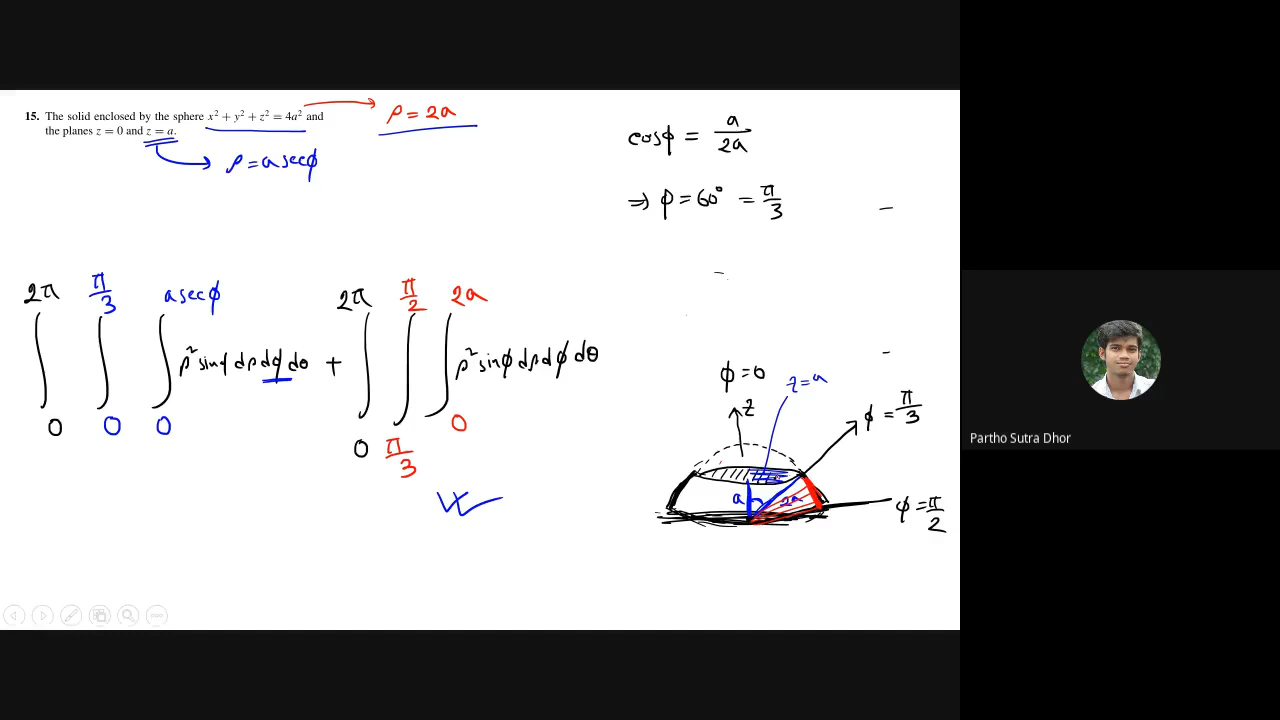 15. The solid enclosed by the sphere x² + y² + z² = 4a² and
the planes z = 0 and z = a.
ρ = 2a
ρ = a secϕ
cosϕ = a/2a
⇒ ϕ = 60° = π/3
2π π/3 a secϕ 2π π/2 2a
∫ ∫ ∫ ρ² sinϕ dρ dϕ dθ + ∫ ∫ ∫ ρ² sinϕ dρ dϕ dθ
0 0 0 0 π/3 0
ϕ = 0
z = a
z
ϕ = π/3
a
2a
ϕ = π/2
Partho Sutra Dhor